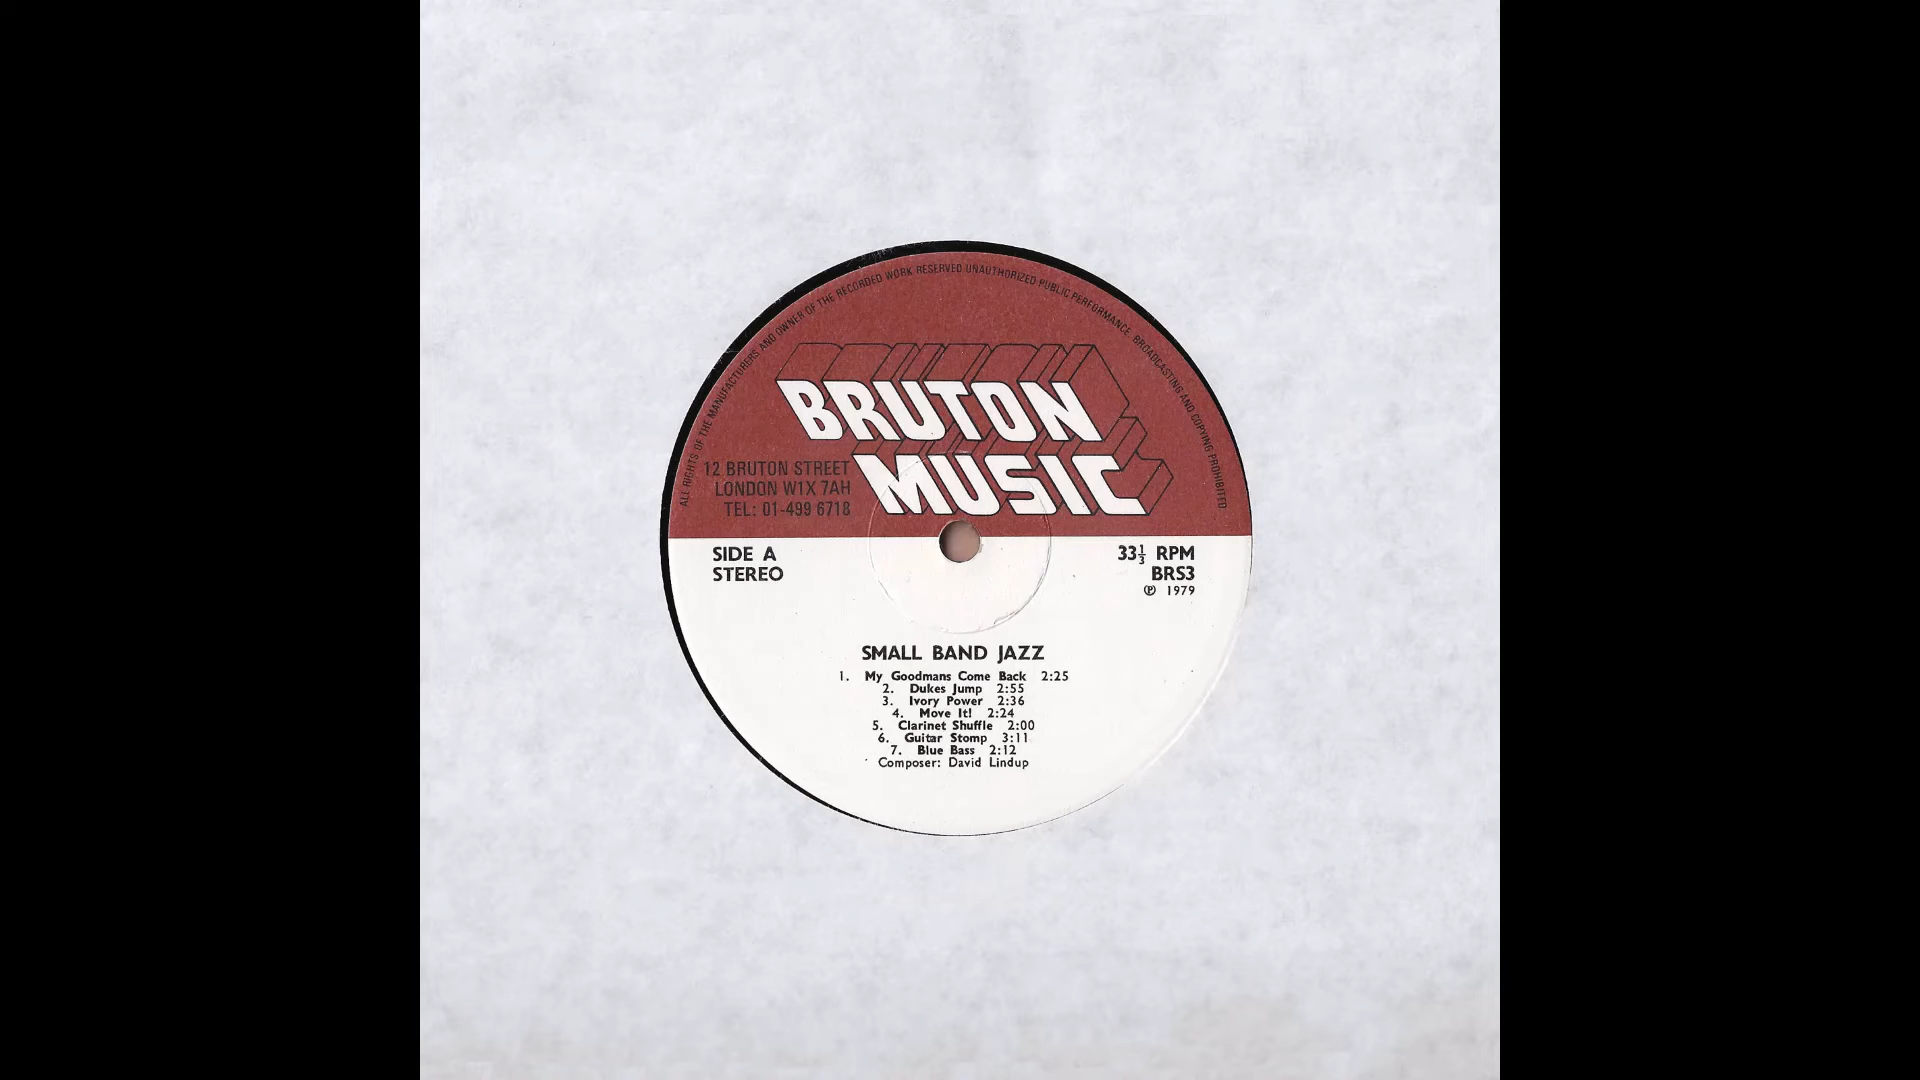 ALL RIGHTS OF THE MANUFACTURERS AND OWNER OF THE RECORDED WORK RESERVED UNAUTHORIZED PUBLIC PERFORMANCE BROADCASTING AND COPYING PROHIBITED
BRUTON
MUSIC
12 BRUTON STREET
LONDON W1X 7AH
TEL: 01-499 6718
SIDE A
STEREO
33⅓ RPM
BRS3
℗ 1979
SMALL BAND JAZZ
1. My Goodmans Come Back 2:25
2. Dukes Jump 2:55
3. Ivory Power 2:36
4. Move It! 2:24
5. Clarinet Shuffle 2:00
6. Guitar Stomp 3:11
7. Blue Bass 2:12
Composer: David Lindup